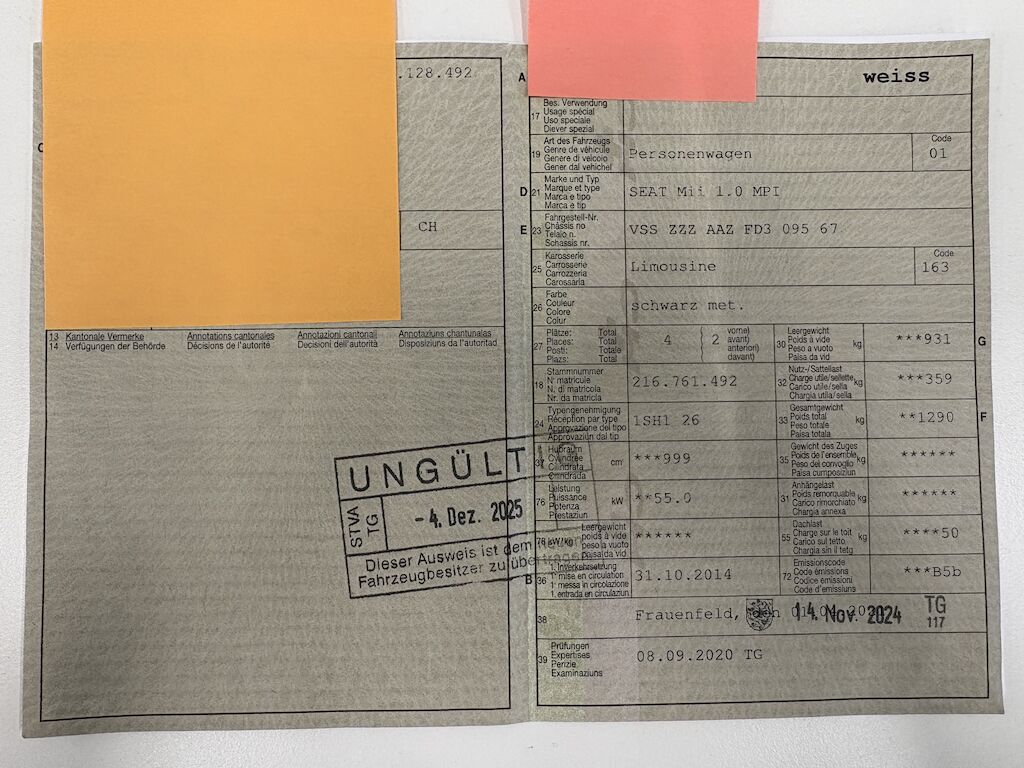 .128.492
C
CH
13 Kantonale Vermerke Annotations cantonales Annotazioni cantonali Annotaziuns chantunalas
14 Verfügungen der Behörde Décisions de l'autorité Decisioni dell'autorità Disposiziuns da l'autoritad
UNGÜLTIG
STVA TG
-4. Dez. 2025
Dieser Ausweis ist dem neuen
Fahrzeugbesitzer zu übertragen
A
weiss
17
Bes. Verwendung
Usage spécial
Uso speciale
Diever spezial
19
Art des Fahrzeugs
Genre de véhicule
Genere di veicolo
Gener dal vehichel
Personenwagen
Code
01
D 21
Marke und Typ
Marque et type
Marca e tipo
Marca e tip
SEAT Mii 1.0 MPI
E 23
Fahrgestell-Nr.
Châssis no
Telaio n.
Schassis nr.
VSS ZZZ AAZ FD3 095 67
25
Karosserie
Carrosserie
Carrozzeria
Carossaria
Limousine
Code
163
26
Farbe
Couleur
Colore
Colur
schwarz met.
27
Plätze: Total
Places: Total
Posti: Totale
Plazs: Total
4
2
vorne)
avant)
anteriori)
davant)
30
Leergewicht
Poids à vide
Peso a vuoto
Paisa da vid
kg
***931
G
18
Stammnummer
N° matricule
N. di matricola
Nr. da matricla
216.761.492
32
Nutz-/Sattellast
Charge utile/sellette
Carico utile/sella
Chargia utila/sella
kg
***359
24
Typengenehmigung
Réception par type
Approvazione del tipo
Approvaziun dal tip
1SH1 26
33
Gesamtgewicht
Poids total
Peso totale
Paisa totala
kg
**1290
F
37
Hubraum
Cylindrée
Cilindrata
Cilindrada
cm³
***999
35
Gewicht des Zuges
Poids de l'ensemble
Peso del convoglio
Paisa cumposiziun
kg
******
76
Leistung
Puissance
Potenza
Prestaziun
kW
**55.0
31
Anhängelast
Poids remorquable
Carico rimorchiato
Chargia annexa
kg
******
78 kW/kg
Leergewicht
poids à vide
peso a vuoto
Paisa da vid
******
55
Dachlast
Charge sur le toit
Carico sul tetto
Chargia sin il tetg
kg
****50
B 36
1. Inverkehrsetzung
1re mise en circulation
1. messa in circolazione
1. entrada en circulaziun
31.10.2014
72
Emissionscode
Code émissions
Codice emissioni
Code d'emissiuns
***B5b
38
Frauenfeld, den
14. Nov. 2024
TG
117
39
Prüfungen
Expertises
Perizie
Examinaziuns
08.09.2020 TG